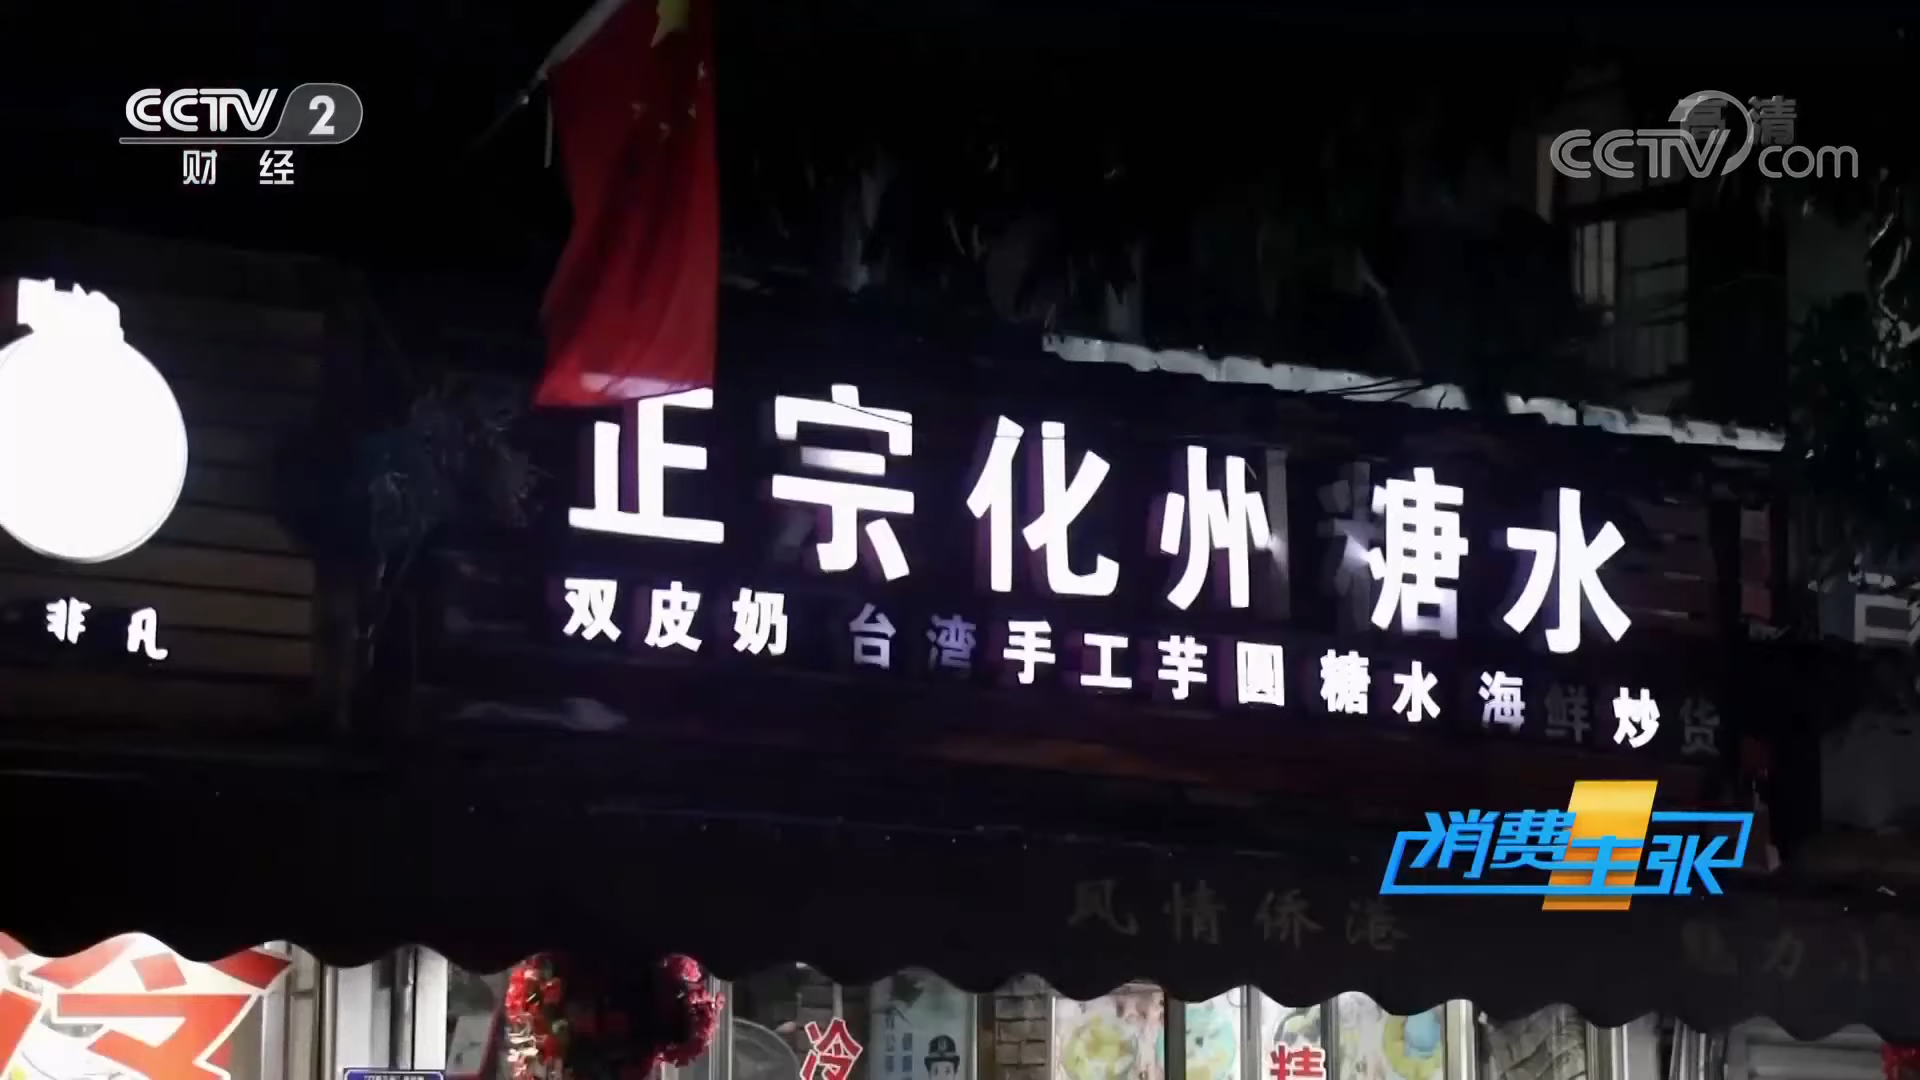 CCTV 2
财 经
高清
CCTV com
正宗化州糖水
双皮奶 台湾手工芋圆 糖水 海鲜炒货
非凡
消费主张
风情侨港
冷
精